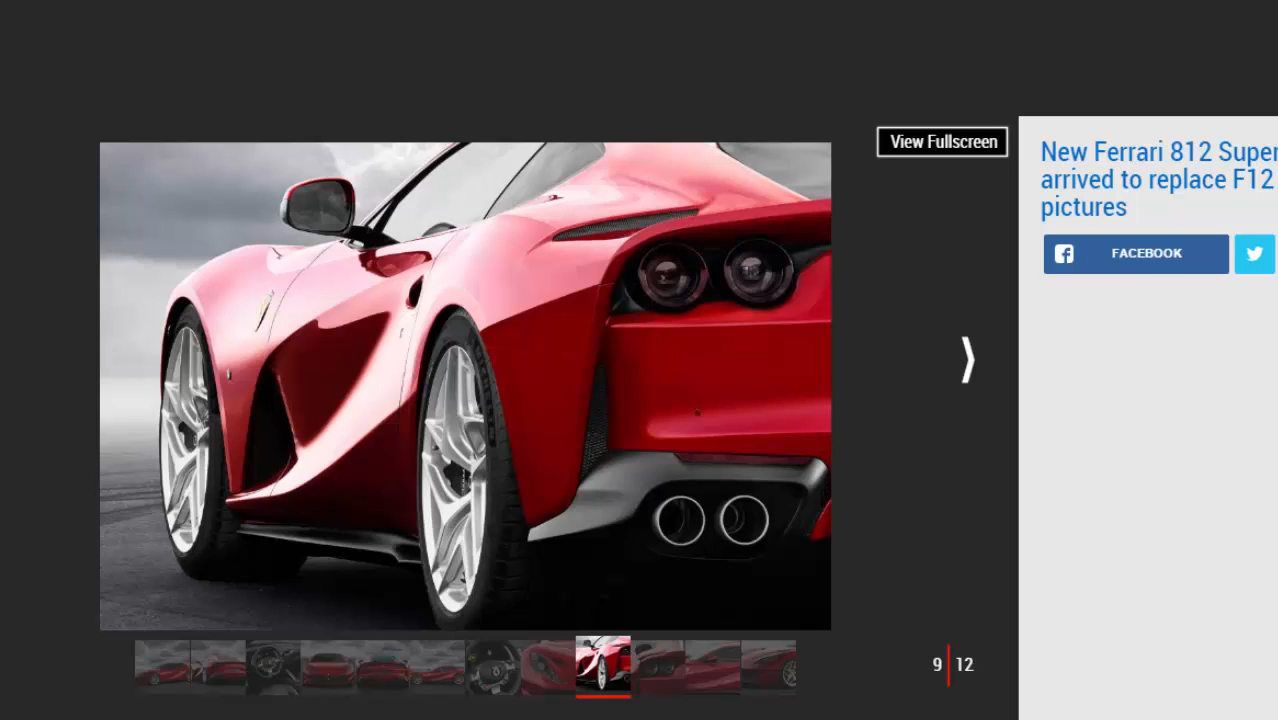 View Fullscreen
New Ferrari 812 Super
arrived to replace F12
pictures
FACEBOOK
9 12